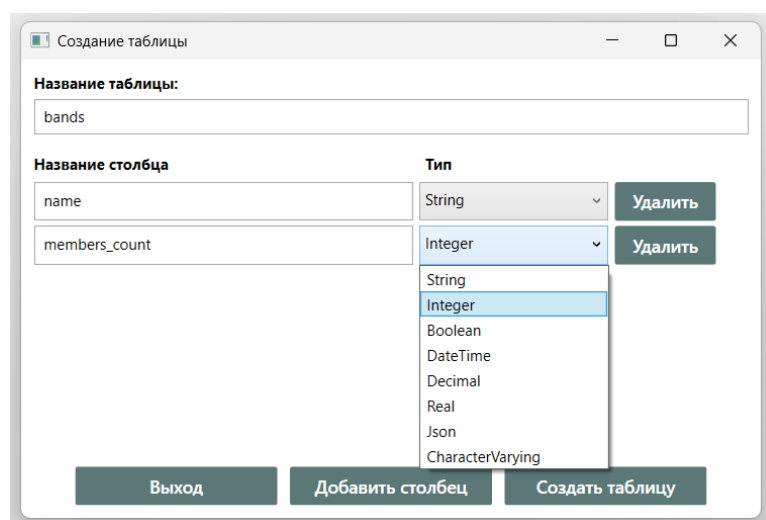 Создание таблицы
Название таблицы:
bands
Название столбца Тип
name String Удалить
members_count Integer Удалить
String
Integer
Boolean
DateTime
Decimal
Real
Json
CharacterVarying
Выход Добавить столбец Создать таблицу